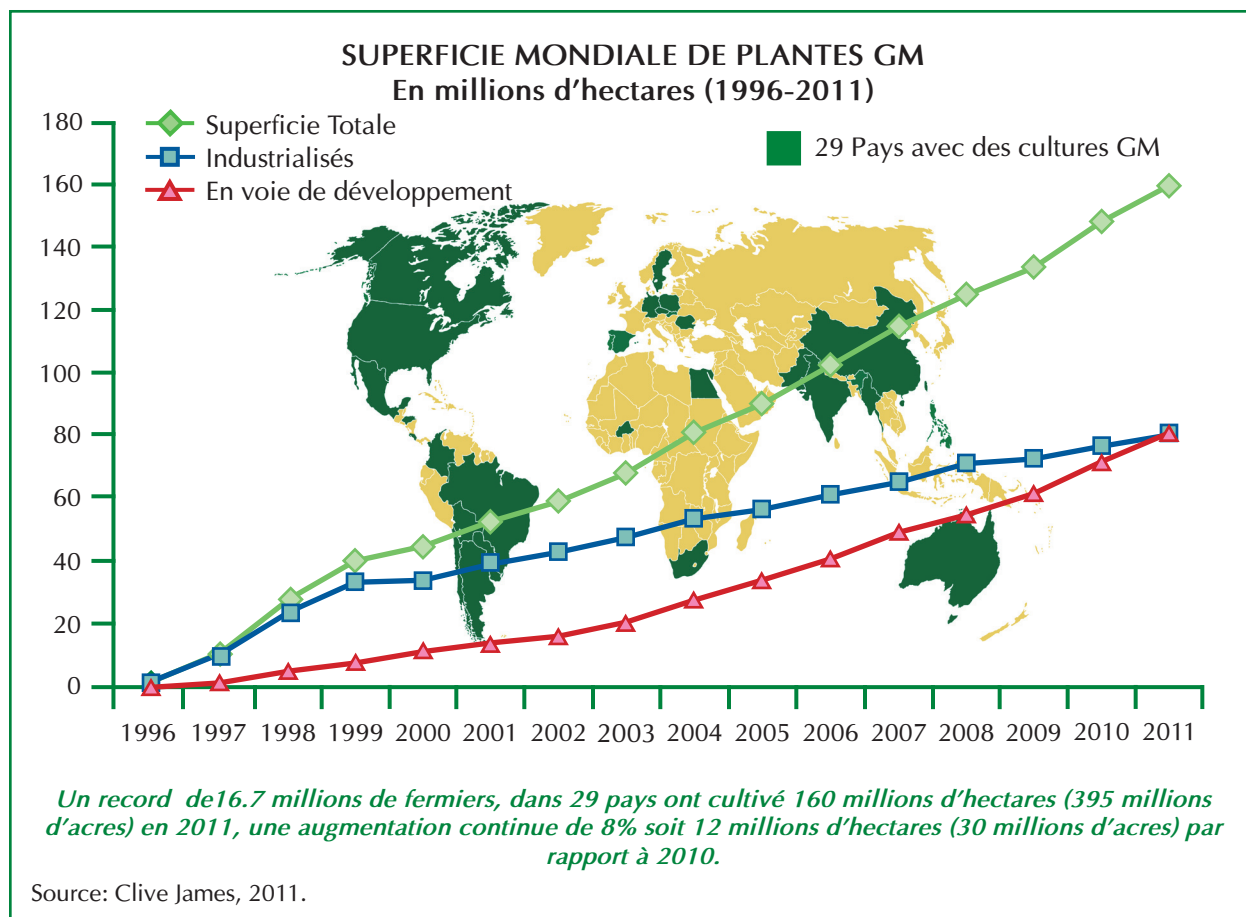 SUPERFICIE MONDIALE DE PLANTES GM
En millions d’hectares (1996-2011)
Superficie Totale
Industrialisés
En voie de développement
29 Pays avec des cultures GM
180
160
140
120
100
80
60
40
20
0
1996 1997 1998 1999 2000 2001 2002 2003 2004 2005 2006 2007 2008 2009 2010 2011
Un record de16.7 millions de fermiers, dans 29 pays ont cultivé 160 millions d’hectares (395 millions
d’acres) en 2011, une augmentation continue de 8% soit 12 millions d’hectares (30 millions d’acres) par
rapport à 2010.
Source: Clive James, 2011.